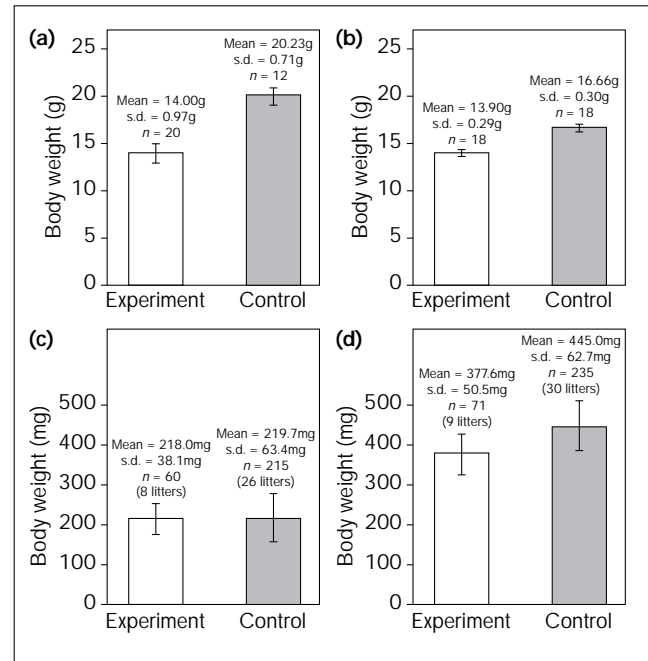 (a)
Body weight (g)
25
20
15
10
5
0
Mean = 14.00g
s.d. = 0.97g
n = 20
Mean = 20.23g
s.d. = 0.71g
n = 12
Experiment
Control
(b)
Body weight (g)
25
20
15
10
5
0
Mean = 13.90g
s.d. = 0.29g
n = 18
Mean = 16.66g
s.d. = 0.30g
n = 18
Experiment
Control
(c)
Body weight (mg)
500
400
300
200
100
0
Mean = 218.0mg
s.d. = 38.1mg
n = 60
(8 litters)
Mean = 219.7mg
s.d. = 63.4mg
n = 215
(26 litters)
Experiment
Control
(d)
Body weight (mg)
500
400
300
200
100
0
Mean = 377.6mg
s.d. = 50.5mg
n = 71
(9 litters)
Mean = 445.0mg
s.d. = 62.7mg
n = 235
(30 litters)
Experiment
Control